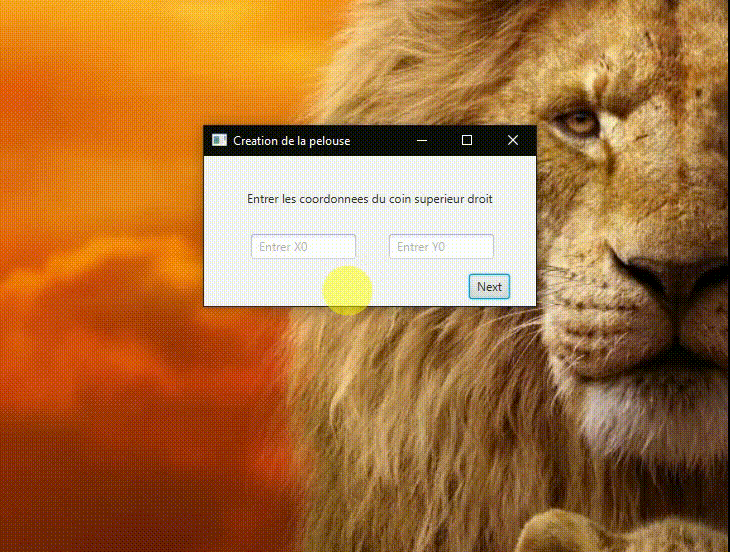 Creation de la pelouse
Entrer les coordonnees du coin superieur droit
Entrer X0
Entrer Y0
Next